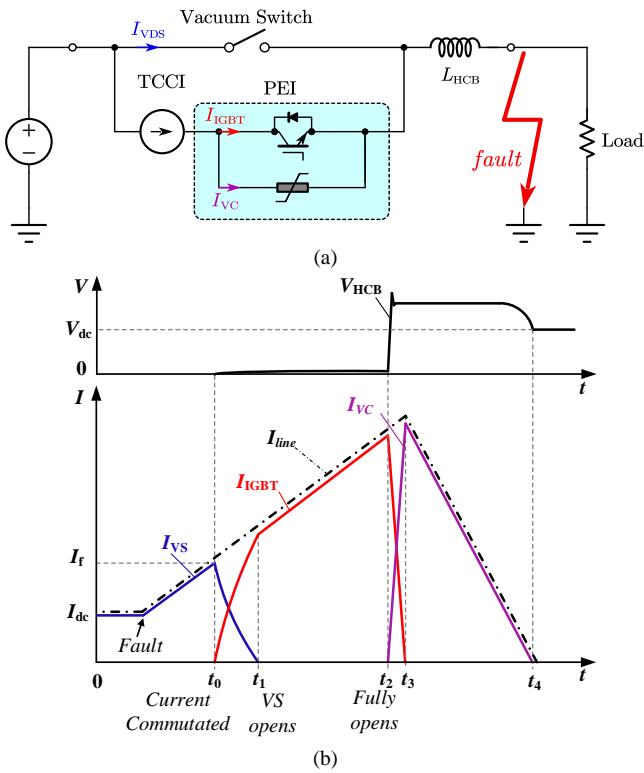 Vacuum Switch
I_VDS
TCCI
PEI
L_HCB
I_IGBT
I_VC
+
−
fault
Load
(a)
V
V_HCB
V_dc
0
t
I
I_VC
I_line
I_IGBT
I_f
I_VS
I_dc
Fault
0
t_0
t_1
t_2
t_3
t_4
t
Current
Commutated
VS
opens
Fully
opens
(b)